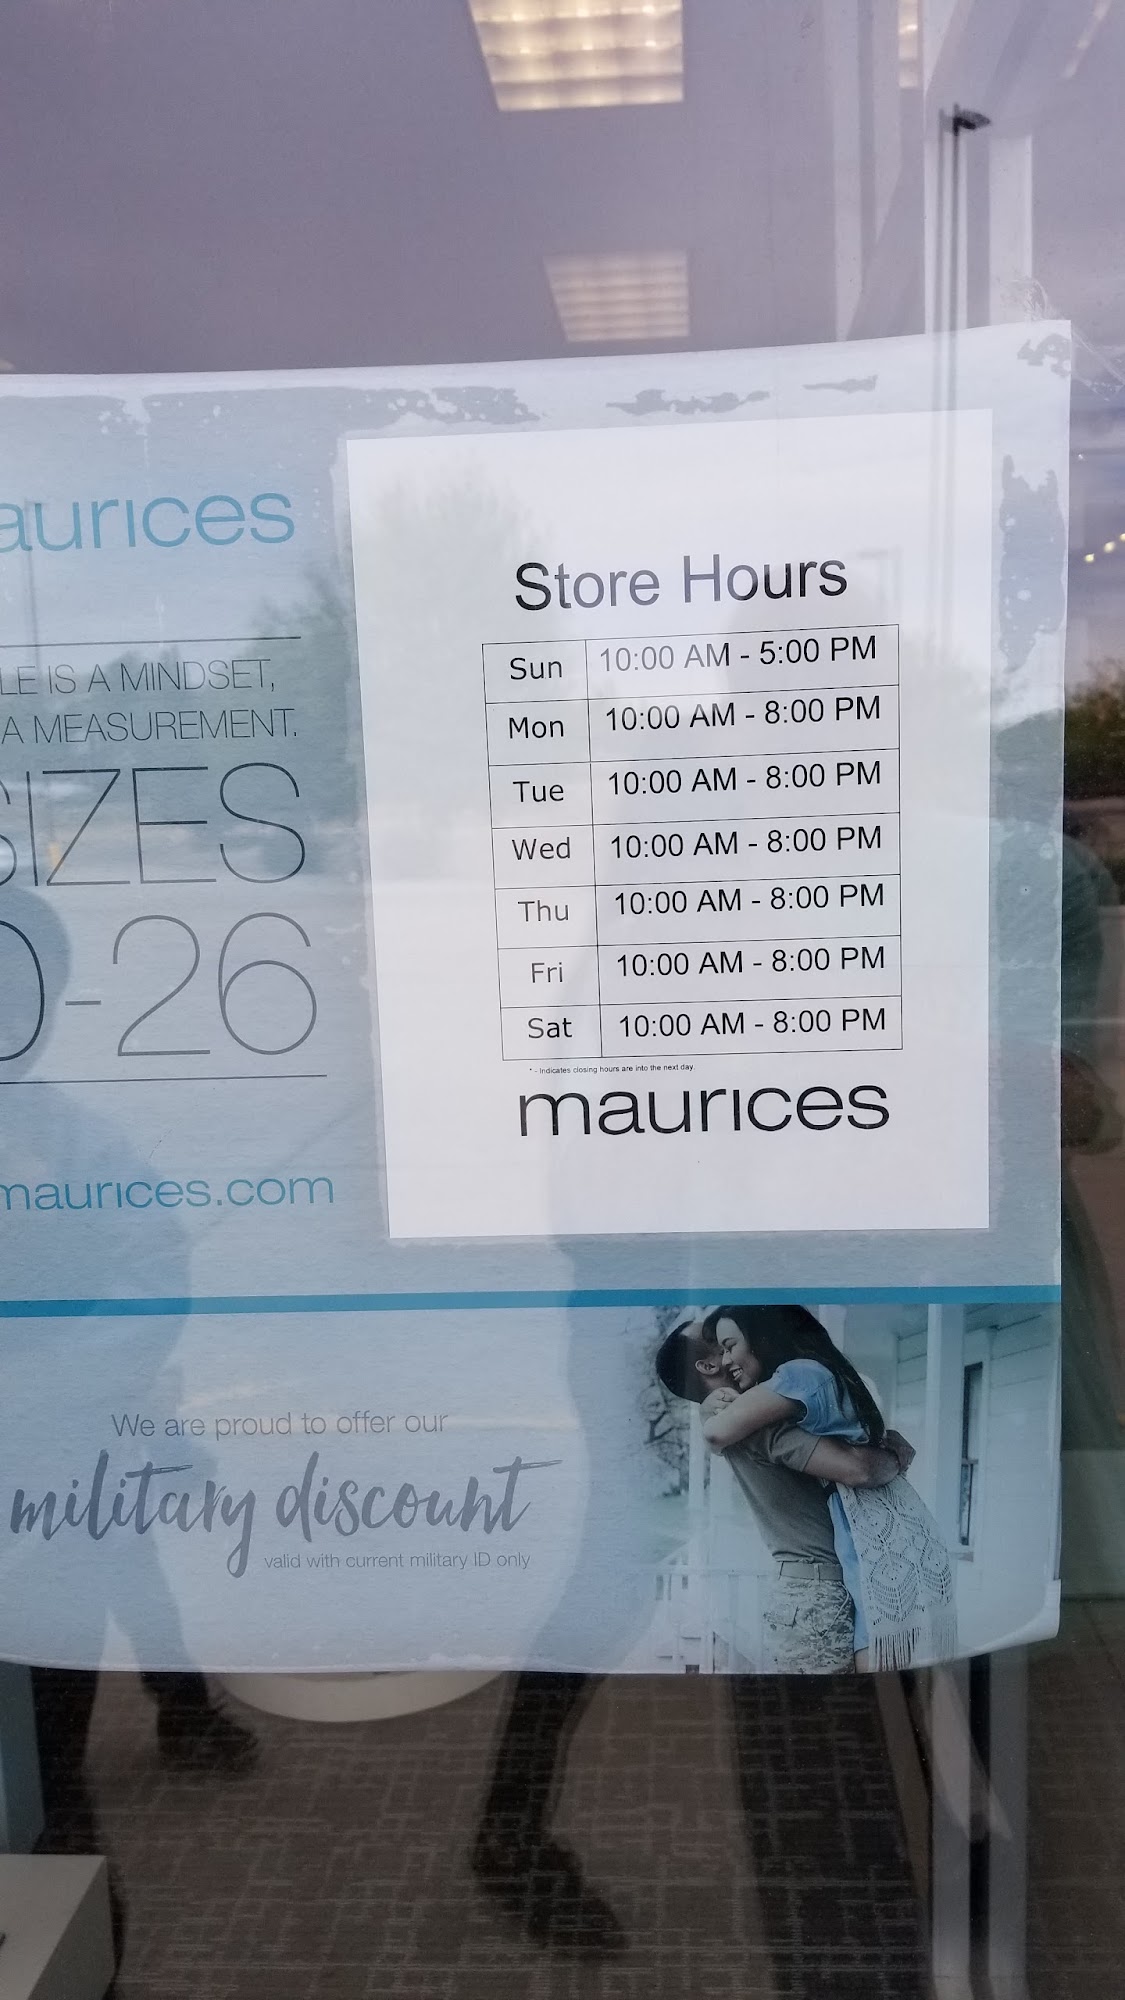 aurices
LE IS A MINDSET,
A MEASUREMENT.
SIZES
0-26
maurices.com
Store Hours
Sun 10:00 AM - 5:00 PM
Mon 10:00 AM - 8:00 PM
Tue 10:00 AM - 8:00 PM
Wed 10:00 AM - 8:00 PM
Thu 10:00 AM - 8:00 PM
Fri 10:00 AM - 8:00 PM
Sat 10:00 AM - 8:00 PM
* - Indicates closing hours are into the next day.
maurices
We are proud to offer our
military discount
valid with current military ID only